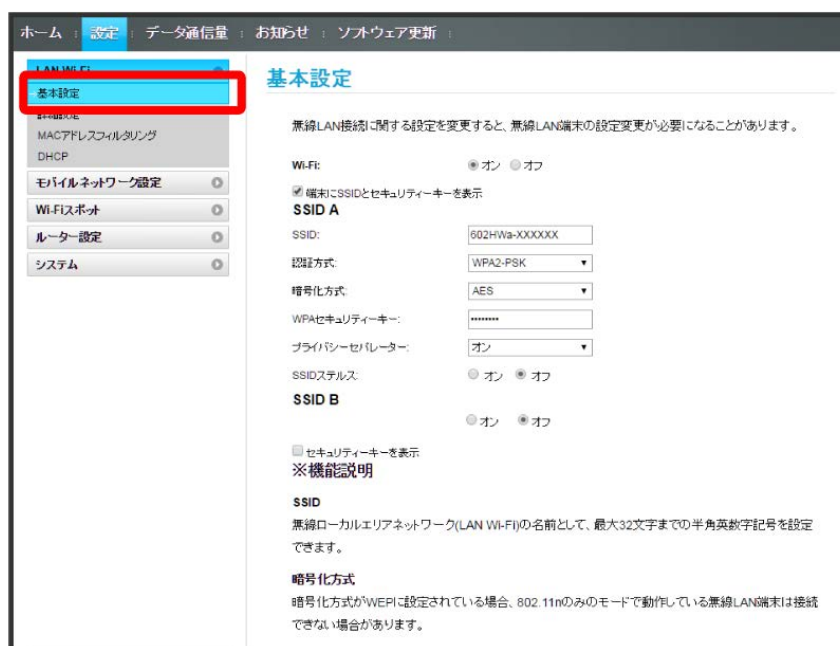 ホーム : 設定 : データ通信量 : お知らせ : ソフトウェア更新 :
LAN Wi-Fi
基本設定
詳細設定
MACアドレスフィルタリング
DHCP
モバイルネットワーク設定
Wi-Fiスポット
ルーター設定
システム
基本設定
無線LAN接続に関する設定を変更すると、無線LAN端末の設定変更が必要になることがあります。
Wi-Fi: オン オフ
端末にSSIDとセキュリティーキーを表示
SSID A
SSID: 602HWa-XXXXXX
認証方式: WPA2-PSK
暗号化方式: AES
WPAセキュリティーキー: ••••••••
プライバシーセパレーター: オン
SSIDステルス: オン オフ
SSID B
オン オフ
セキュリティーキーを表示
※機能説明
SSID
無線ローカルエリアネットワーク(LAN Wi-Fi)の名前として、最大32文字までの半角英数字記号を設定
できます。
暗号化方式
暗号化方式がWEPに設定されている場合、802.11nのみのモードで動作している無線LAN端末は接続
できない場合があります。